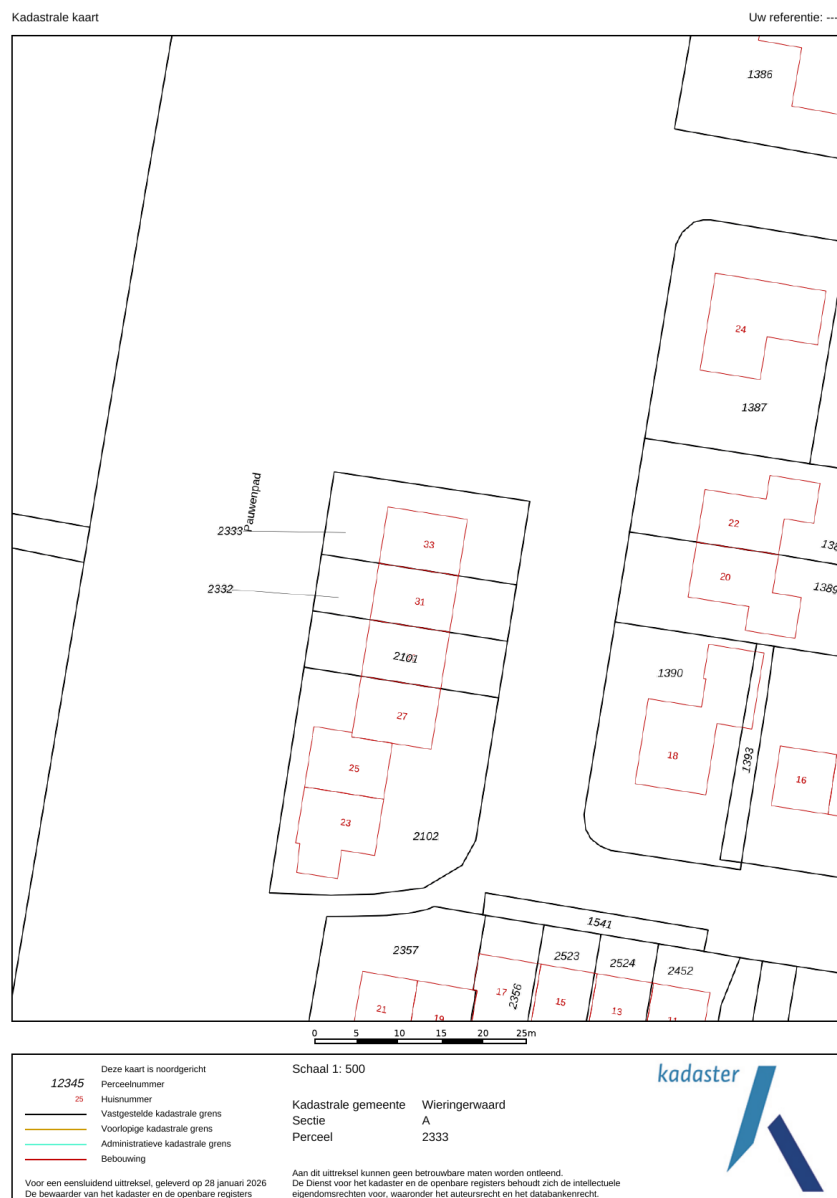 Kadastrale kaart
Uw referentie: ---
1386
24
1387
Pauwenpad
2333
33
22
20
1389
2332
31
2101
1390
27
18
1393
16
25
23
2102
1541
2357
2523
2524
2452
2356
17
15
13
11
21
19
0 5 10 15 20 25m
Deze kaart is noordgericht
12345 Perceelnummer
25 Huisnummer
Vastgestelde kadastrale grens
Voorlopige kadastrale grens
Administratieve kadastrale grens
Bebouwing
Voor een eensluidend uittreksel, geleverd op 28 januari 2026
De bewaarder van het kadaster en de openbare registers
Schaal 1: 500
Kadastrale gemeente Wieringerwaard
Sectie A
Perceel 2333
Aan dit uittreksel kunnen geen betrouwbare maten worden ontleend.
De Dienst voor het kadaster en de openbare registers behoudt zich de intellectuele
eigendomsrechten voor, waaronder het auteursrecht en het databankenrecht.
kadaster